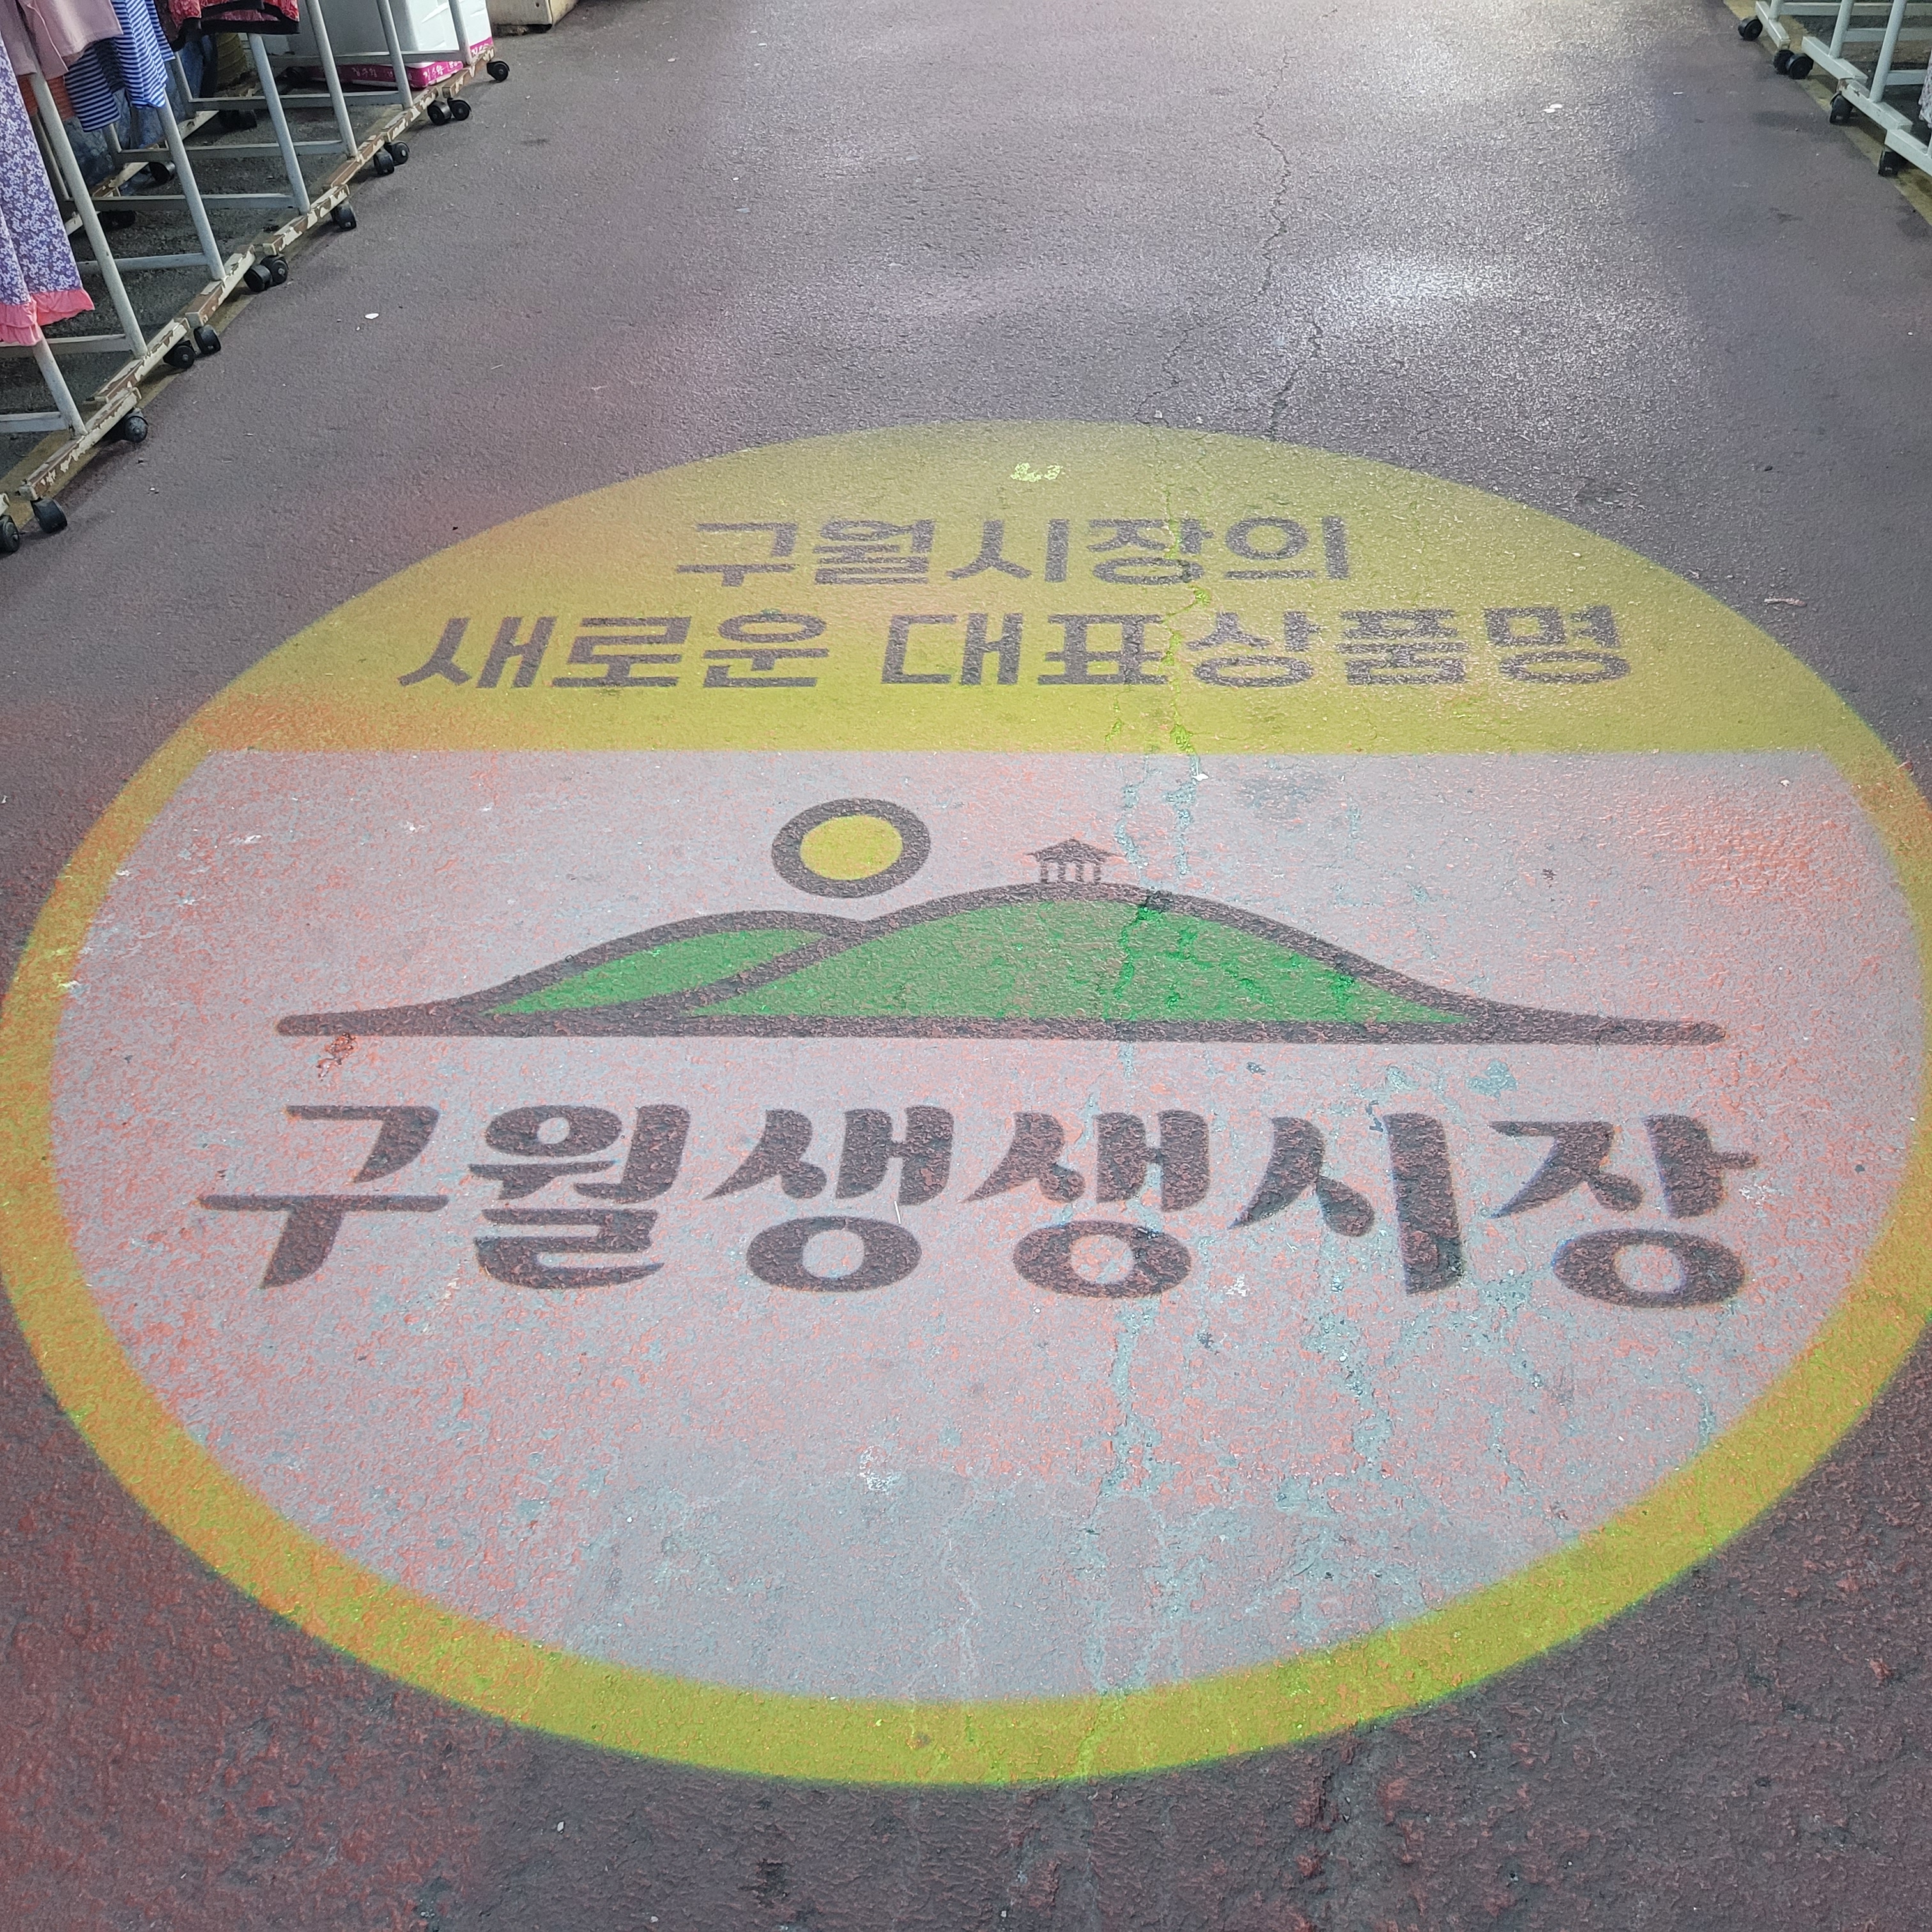 구월시장의
새로운 대표상품명
구월생생시장